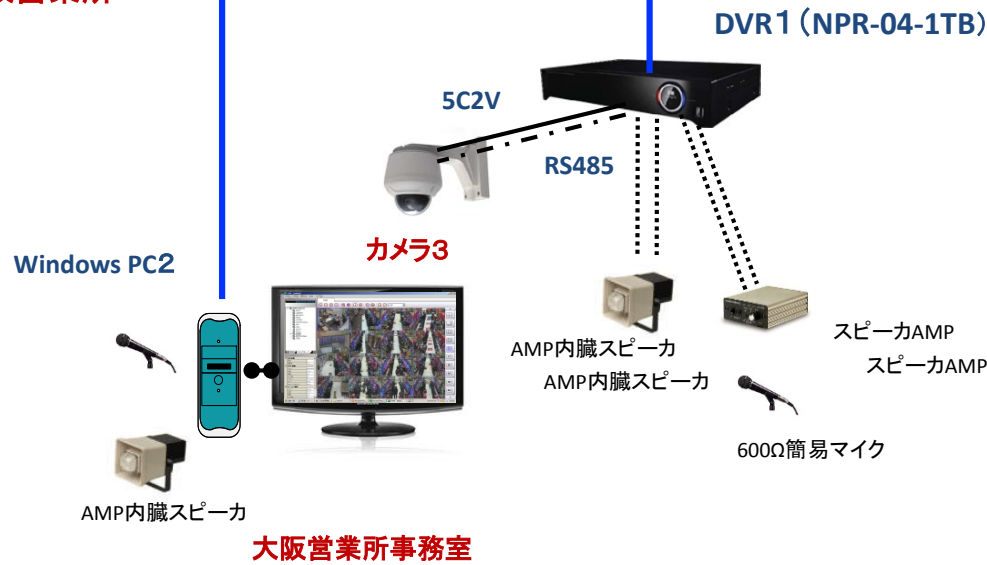 DVR1（NPR-04-1TB）
5C2V
RS485
カメラ3
Windows PC2
スピーカAMP
AMP内臓スピーカ
スピーカAMP
AMP内臓スピーカ
600Ω簡易マイク
AMP内臓スピーカ
大阪営業所事務室